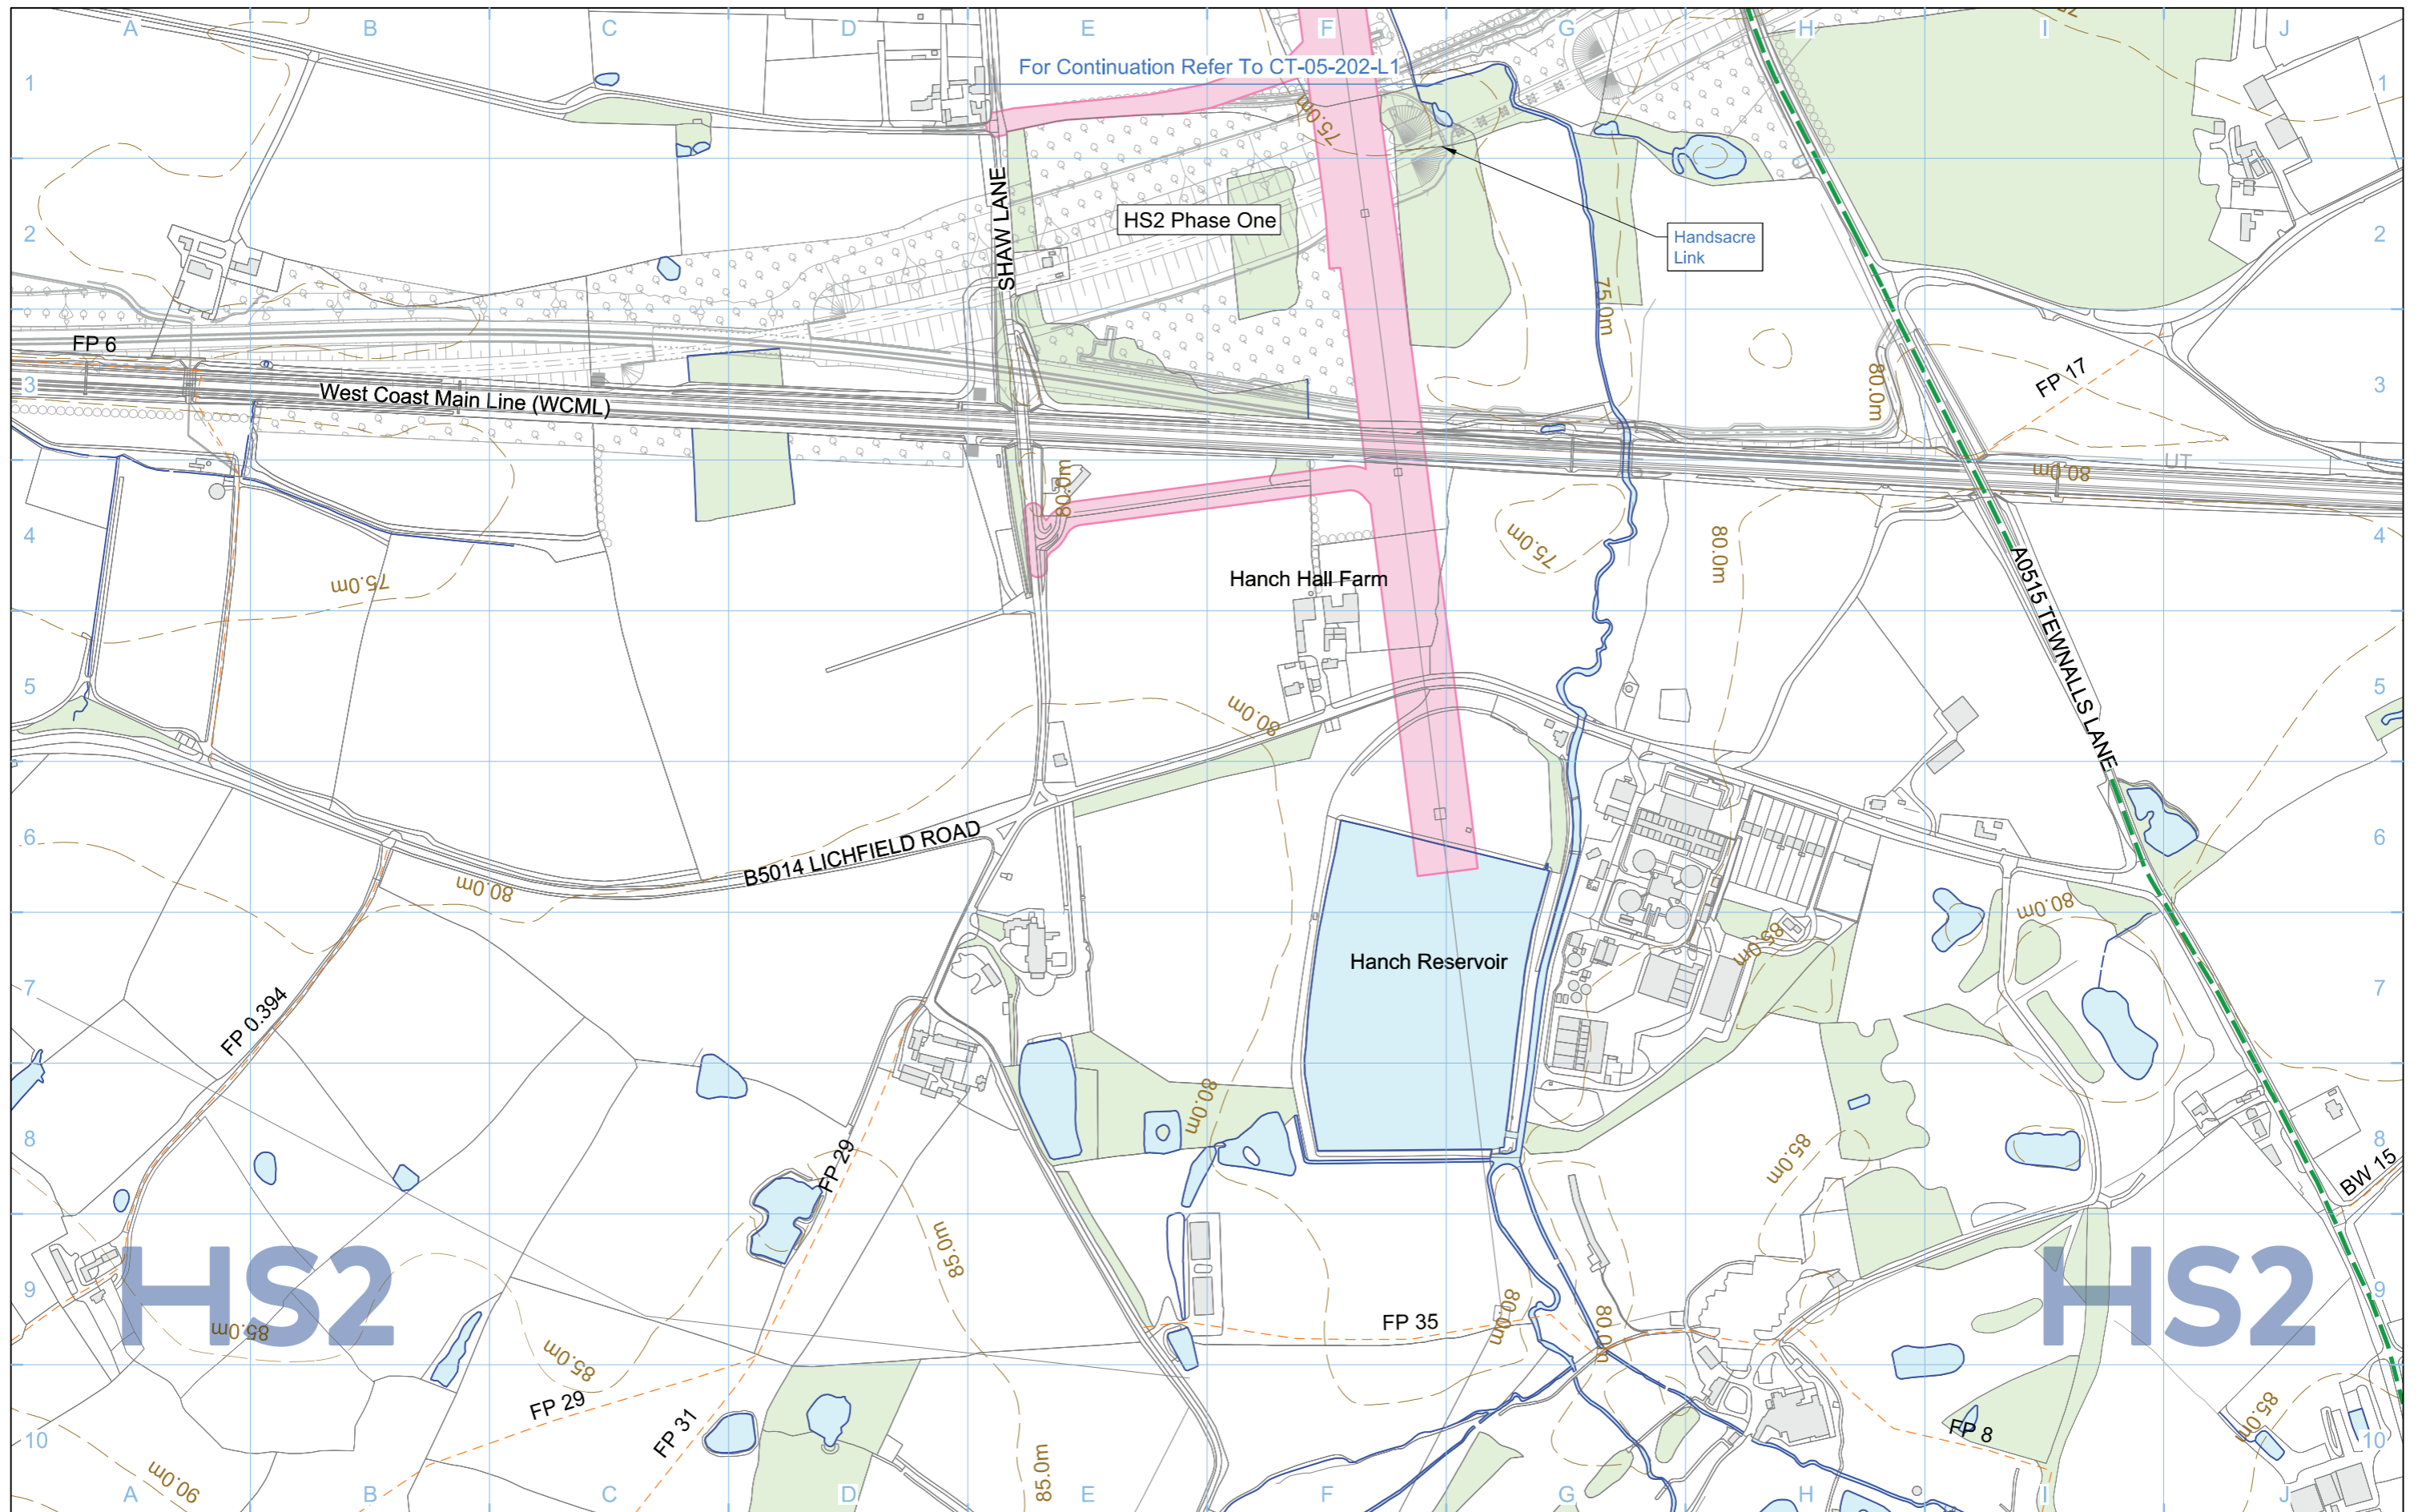 A B C D E F G H I J
For Continuation Refer To CT-05-202-L1
1 1
75.0m
SHAW LANE
HS2 Phase One
2 2
Handsacre
Link
75.0m
FP 6
3 3
West Coast Main Line (WCML)
80.0m
FP 17
UT
80.0m
80.0m
4 4
75.0m
80.0m
75.0m
Hanch Hall Farm
A0515 TEWNALLS LANE
5 5
80.0m
6 6
B5014 LICHFIELD ROAD
80.0m
80.0m
85.0m
Hanch Reservoir
7 7
FP 0.394
80.0m
8 8
FP 29
85.0m
BW 15
85.0m
HS2
HS2
9 9
85.0m
80.0m
80.0m
FP 35
85.0m
FP 29
FP 31
FP 8
85.0m
10 10
90.0m
85.0m
A B C D E F G H I J